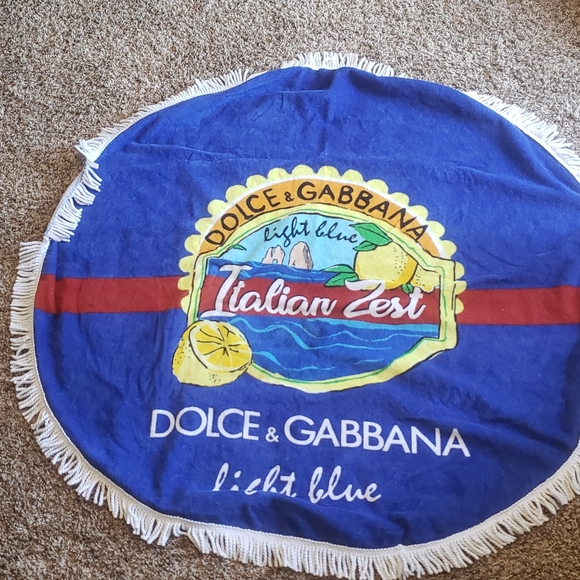 DOLCE & GABBANA
light blue
Italian Zest
DOLCE & GABBANA
light blue